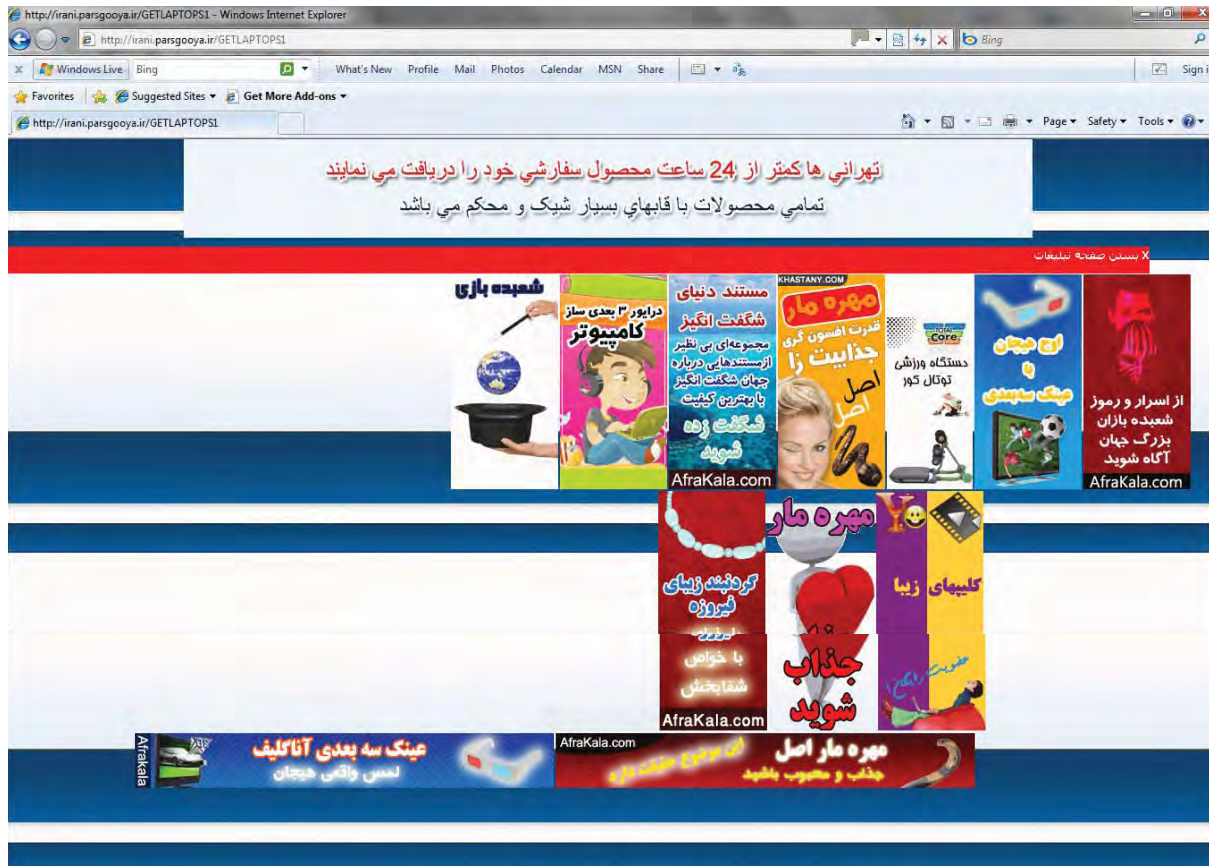 http://irani.parsgooya.ir/GETLAPTOPS1 - Windows Internet Explorer
http://irani.parsgooya.ir/GETLAPTOPS1
Bing
x Windows Live Bing What's New Profile Mail Photos Calendar MSN Share Sign i
Favorites Suggested Sites Get More Add-ons
http://irani.parsgooya.ir/GETLAPTOPS1 Page Safety Tools
تهراني ها كمتر از 24 ساعت محصول سفارشي خود را دريافت مي نمايند
تمامي محصولات با قابهاي بسيار شيک و محکم مي باشد
X بستن صفحه تبليغات
از اسرار و رموز
شعبده بازان
بزرگ جهان
آگاه شوید
AfraKala.com
اوج هیجان
با
عینک سه‌بعدی
TOTAL
Core
دستگاه ورزشی
توتال کور
KHASTANY.COM
مهره مار
قدرت افسون گری
جذابیت زا
اصل
اصل
مستند دنیای
شگفت انگیز
مجموعه‌ای بی نظیر
ازمستندهایی درباره
جهان شگفت انگیز
با بهترین کیفیت
شگفت زده
شوید
AfraKala.com
درایور ۳ بعدی ساز
کامپیوتر
شعبده بازی
کلیپهای زیبا
عضویت رایگان!
مهره مار
جذاب
شوید
گردنبند زیبای
فیروزه
با خواص
شفابخش
AfraKala.com
مهره مار اصل
جذاب و محبوب باشید
این موضوع حقیقت دارد
AfraKala.com
عینک سه بعدی آناگلیف
لمس واقعی هیجان
Afrakala